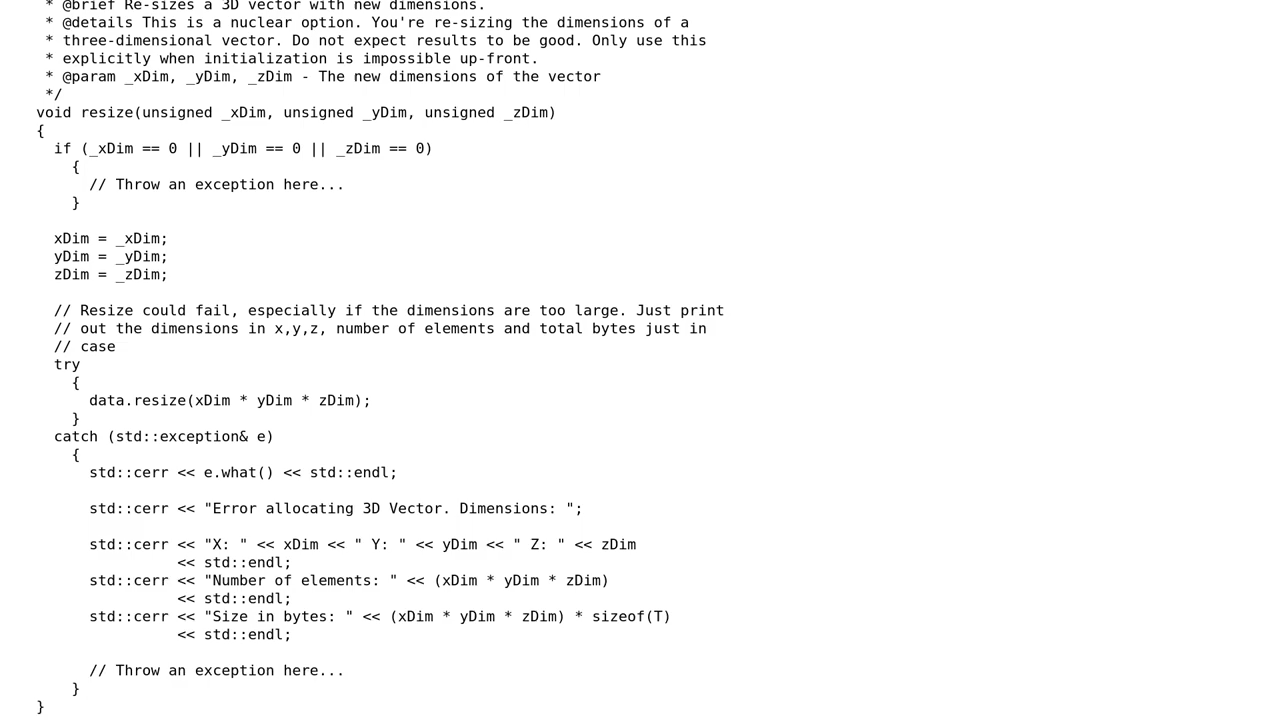 * @brief Re-sizes a 3D vector with new dimensions.
* @details This is a nuclear option. You're re-sizing the dimensions of a
* three-dimensional vector. Do not expect results to be good. Only use this
* explicitly when initialization is impossible up-front.
* @param _xDim, _yDim, _zDim - The new dimensions of the vector
*/
void resize(unsigned _xDim, unsigned _yDim, unsigned _zDim)
{
if (_xDim == 0 || _yDim == 0 || _zDim == 0)
{
// Throw an exception here...
}
xDim = _xDim;
yDim = _yDim;
zDim = _zDim;
// Resize could fail, especially if the dimensions are too large. Just print
// out the dimensions in x,y,z, number of elements and total bytes just in
// case
try
{
data.resize(xDim * yDim * zDim);
}
catch (std::exception& e)
{
std::cerr << e.what() << std::endl;
std::cerr << "Error allocating 3D Vector. Dimensions: ";
std::cerr << "X: " << xDim << " Y: " << yDim << " Z: " << zDim
<< std::endl;
std::cerr << "Number of elements: " << (xDim * yDim * zDim)
<< std::endl;
std::cerr << "Size in bytes: " << (xDim * yDim * zDim) * sizeof(T)
<< std::endl;
// Throw an exception here...
}
}